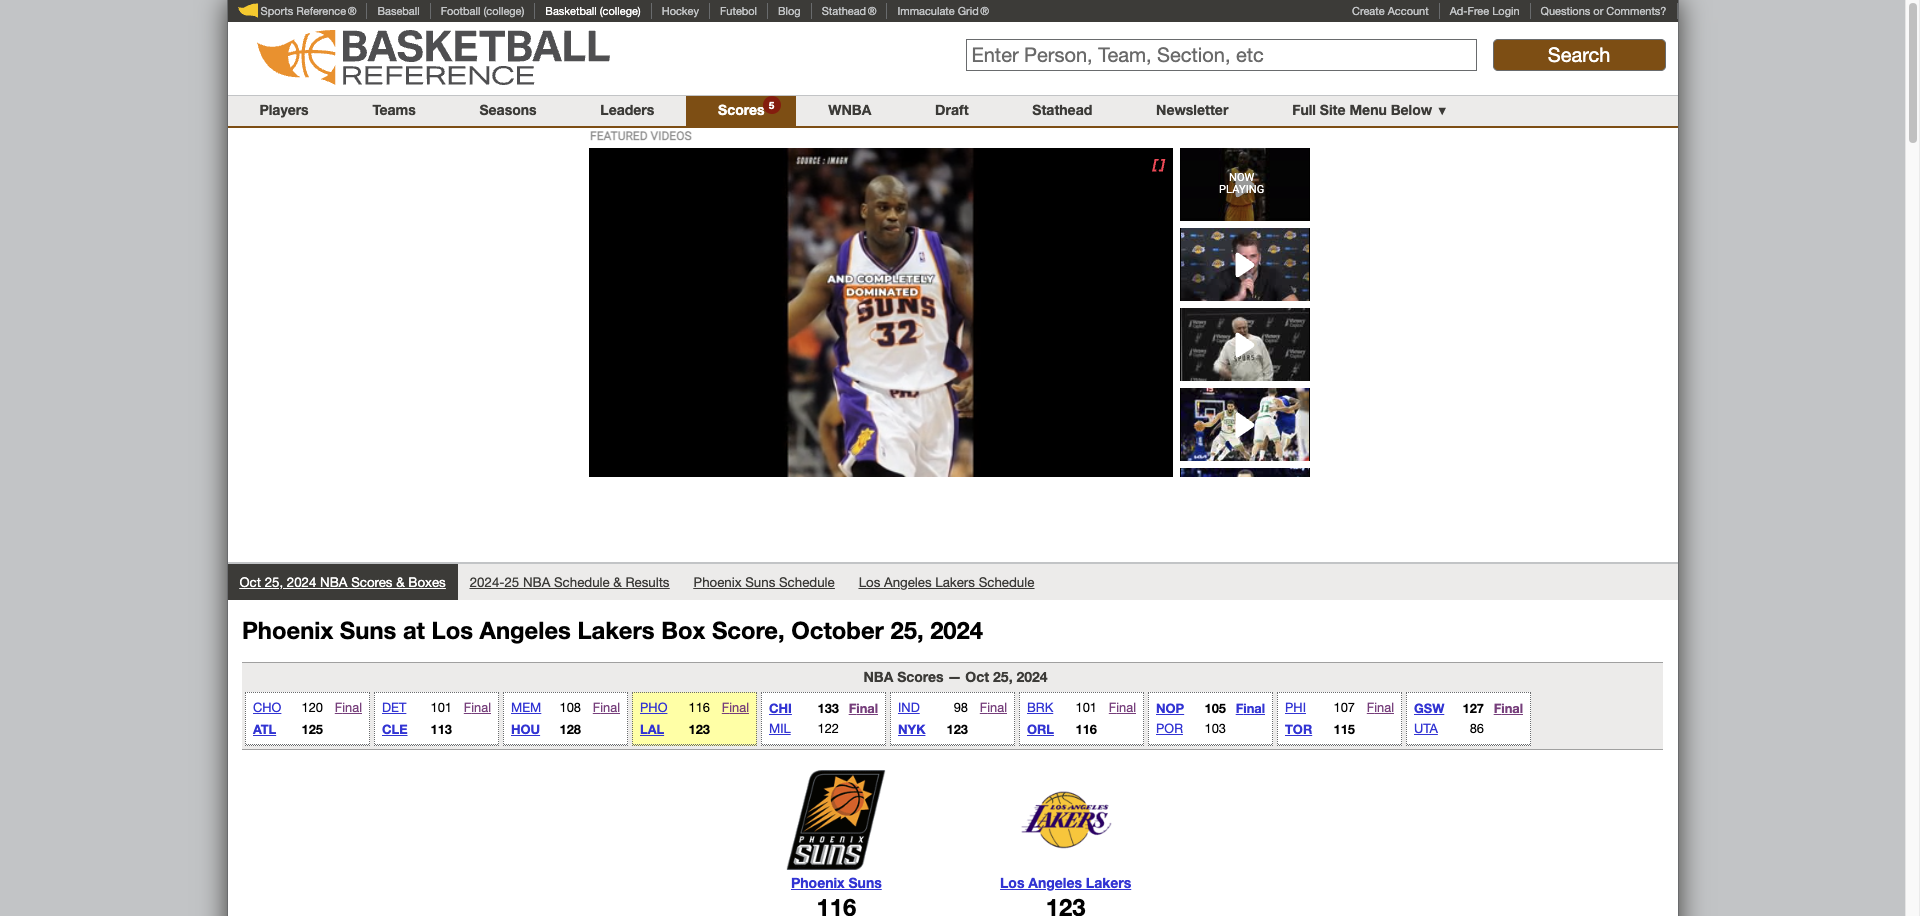 Sports Reference® Baseball Football (college) Basketball (college) Hockey Futebol Blog Stathead® Immaculate Grid® Create Account Ad-Free Login Questions or Comments?
BASKETBALL
REFERENCE
Enter Person, Team, Section, etc Search
Players Teams Seasons Leaders Scores 5 WNBA Draft Stathead Newsletter Full Site Menu Below ▼
FEATURED VIDEOS
SOURCE : IMAGN
[ ]
AND COMPLETELY
DOMINATED
SUNS
32
NOW
PLAYING
Oct 25, 2024 NBA Scores & Boxes 2024-25 NBA Schedule & Results Phoenix Suns Schedule Los Angeles Lakers Schedule
Phoenix Suns at Los Angeles Lakers Box Score, October 25, 2024
NBA Scores — Oct 25, 2024
CHO 120 Final DET 101 Final MEM 108 Final PHO 116 Final CHI 133 Final IND 98 Final BRK 101 Final NOP 105 Final PHI 107 Final GSW 127 Final
ATL 125 CLE 113 HOU 128 LAL 123 MIL 122 NYK 123 ORL 116 POR 103 TOR 115 UTA 86
PHOENIX
SUNS
LOS ANGELES
LAKERS
Phoenix Suns Los Angeles Lakers
116 123